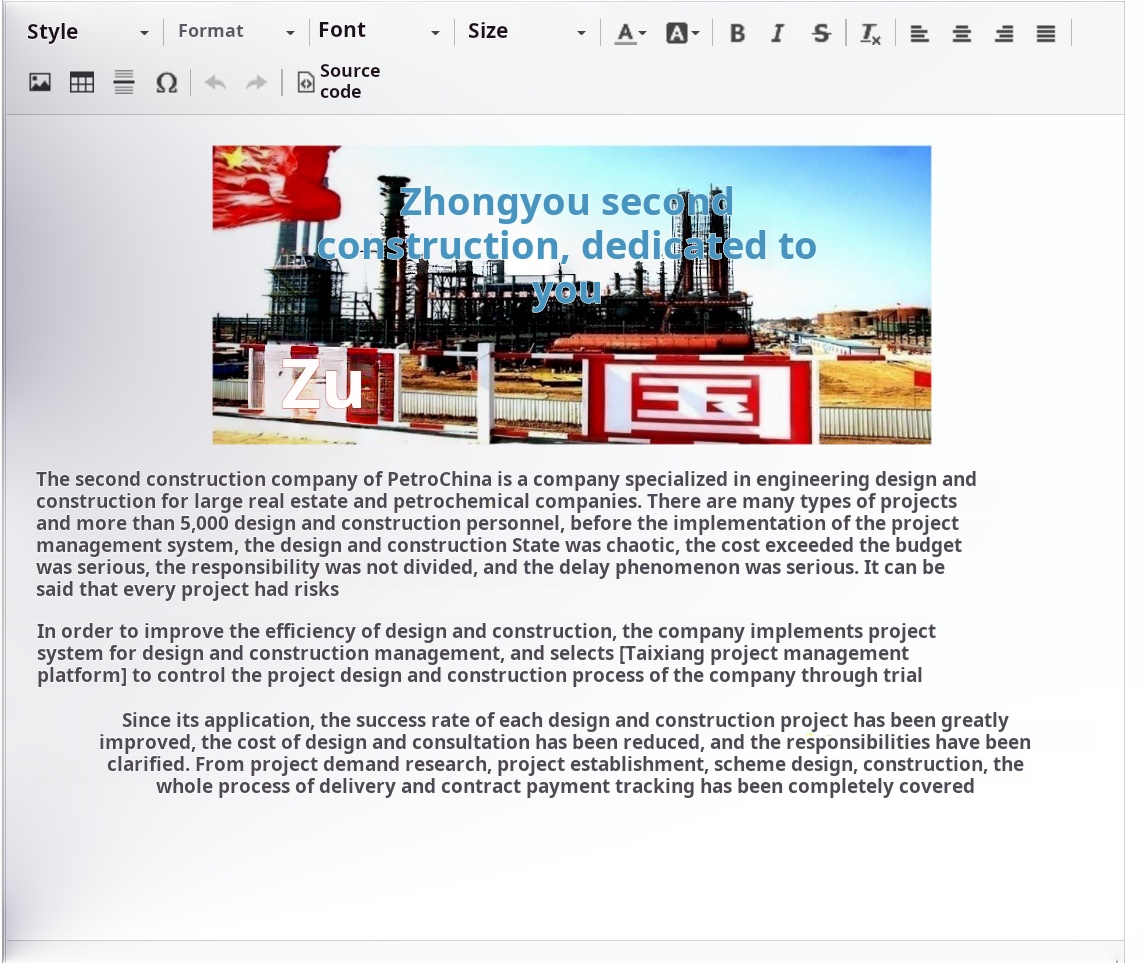 Style Format Font Size A A B I S Tx
Ω Source
code
Zhongyou second
construction, dedicated to
you
Zu
The second construction company of PetroChina is a company specialized in engineering design and
construction for large real estate and petrochemical companies. There are many types of projects
and more than 5,000 design and construction personnel, before the implementation of the project
management system, the design and construction State was chaotic, the cost exceeded the budget
was serious, the responsibility was not divided, and the delay phenomenon was serious. It can be
said that every project had risks
In order to improve the efficiency of design and construction, the company implements project
system for design and construction management, and selects [Taixiang project management
platform] to control the project design and construction process of the company through trial
Since its application, the success rate of each design and construction project has been greatly
improved, the cost of design and consultation has been reduced, and the responsibilities have been
clarified. From project demand research, project establishment, scheme design, construction, the
whole process of delivery and contract payment tracking has been completely covered